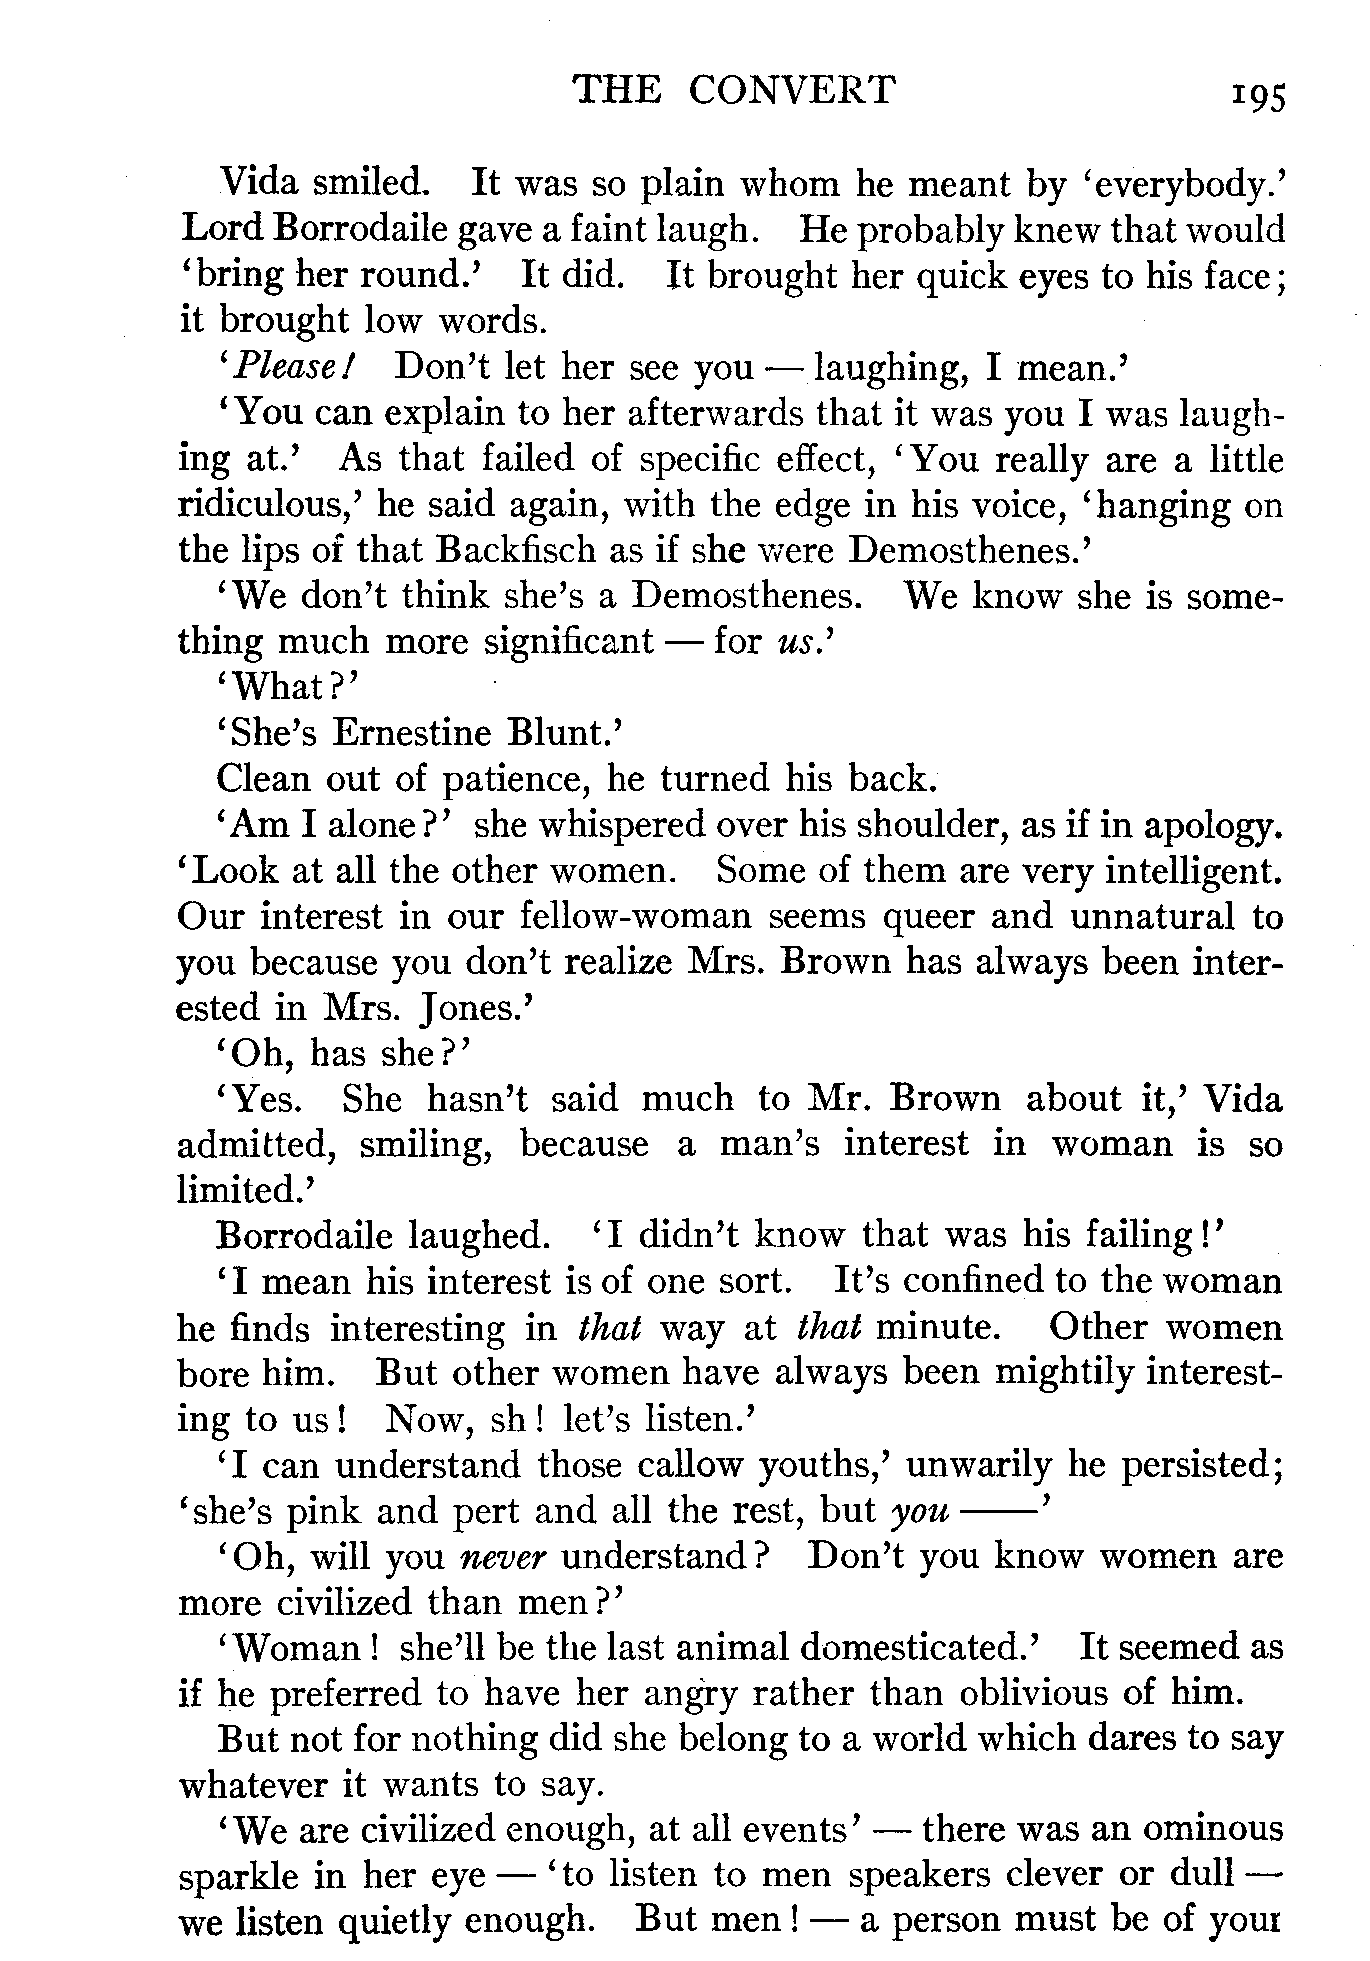 THE CONVERT 195
Vida smiled. It was so plain whom he meant by ‘everybody.’
Lord Borrodaile gave a faint laugh. He probably knew that would
‘bring her round.’ It did. It brought her quick eyes to his face;
it brought low words.
‘Please! Don’t let her see you — laughing, I mean.’
‘You can explain to her afterwards that it was you I was laugh-
ing at.’ As that failed of specific effect, ‘You really are a little
ridiculous,’ he said again, with the edge in his voice, ‘hanging on
the lips of that Backfisch as if she were Demosthenes.’
‘We don’t think she’s a Demosthenes. We know she is some-
thing much more significant — for us.’
‘What?’
‘She’s Ernestine Blunt.’
Clean out of patience, he turned his back.
‘Am I alone?’ she whispered over his shoulder, as if in apology.
‘Look at all the other women. Some of them are very intelligent.
Our interest in our fellow-woman seems queer and unnatural to
you because you don’t realize Mrs. Brown has always been inter-
ested in Mrs. Jones.’
‘Oh, has she?’
‘Yes. She hasn’t said much to Mr. Brown about it,’ Vida
admitted, smiling, because a man’s interest in woman is so
limited.’
Borrodaile laughed. ‘I didn’t know that was his failing!’
‘I mean his interest is of one sort. It’s confined to the woman
he finds interesting in that way at that minute. Other women
bore him. But other women have always been mightily interest-
ing to us! Now, sh! let’s listen.’
‘I can understand those callow youths,’ unwarily he persisted;
‘she’s pink and pert and all the rest, but you ——’
‘Oh, will you never understand? Don’t you know women are
more civilized than men?’
‘Woman! she’ll be the last animal domesticated.’ It seemed as
if he preferred to have her angry rather than oblivious of him.
But not for nothing did she belong to a world which dares to say
whatever it wants to say.
‘We are civilized enough, at all events’ — there was an ominous
sparkle in her eye — ‘to listen to men speakers clever or dull —
we listen quietly enough. But men! — a person must be of your